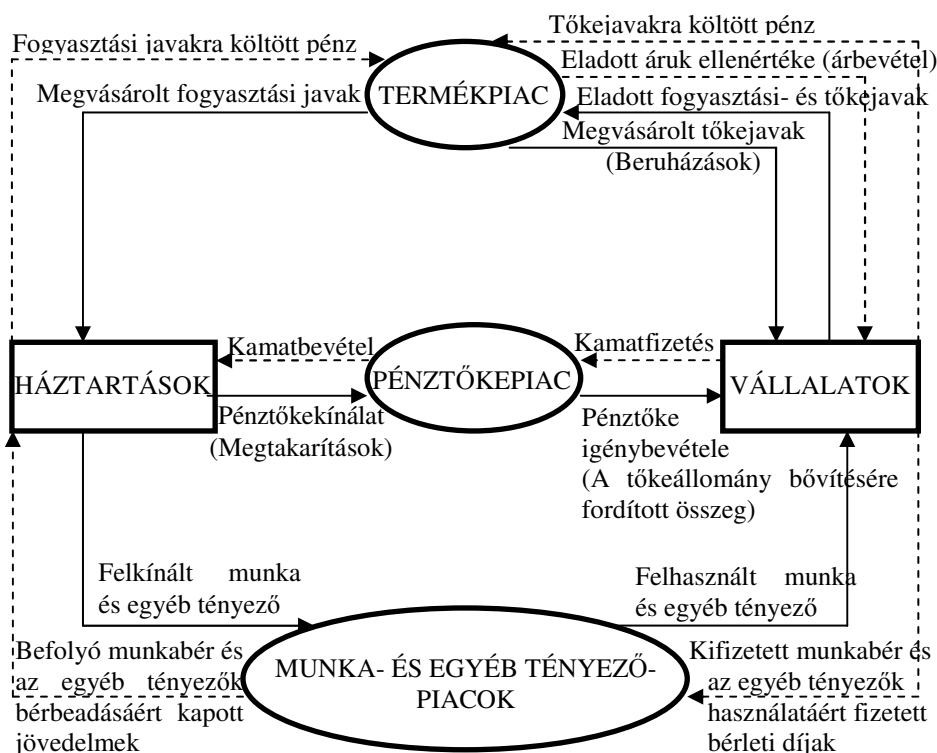 Tőkejavakra költött pénz
Fogyasztási javakra költött pénz
Eladott áruk ellenértéke (árbevétel)
Megvásárolt fogyasztási javak
TERMÉKPIAC
Eladott fogyasztási- és tőkejavak
Megvásárolt tőkejavak
(Beruházások)
Kamatbevétel
Kamatfizetés
HÁZTARTÁSOK
PÉNZTŐKEPIAC
VÁLLALATOK
Pénztőkekínálat
(Megtakarítások)
Pénztőke
igénybevétele
(A tőkeállomány bővítésére
fordított összeg)
Felkínált munka
és egyéb tényező
Felhasznált munka
és egyéb tényező
Befolyó munkabér és
az egyéb tényezők
bérbeadásáért kapott
jövedelmek
MUNKA- ÉS EGYÉB TÉNYEZŐ-
PIACOK
Kifizetett munkabér és
az egyéb tényezők
használatáért fizetett
bérleti díjak